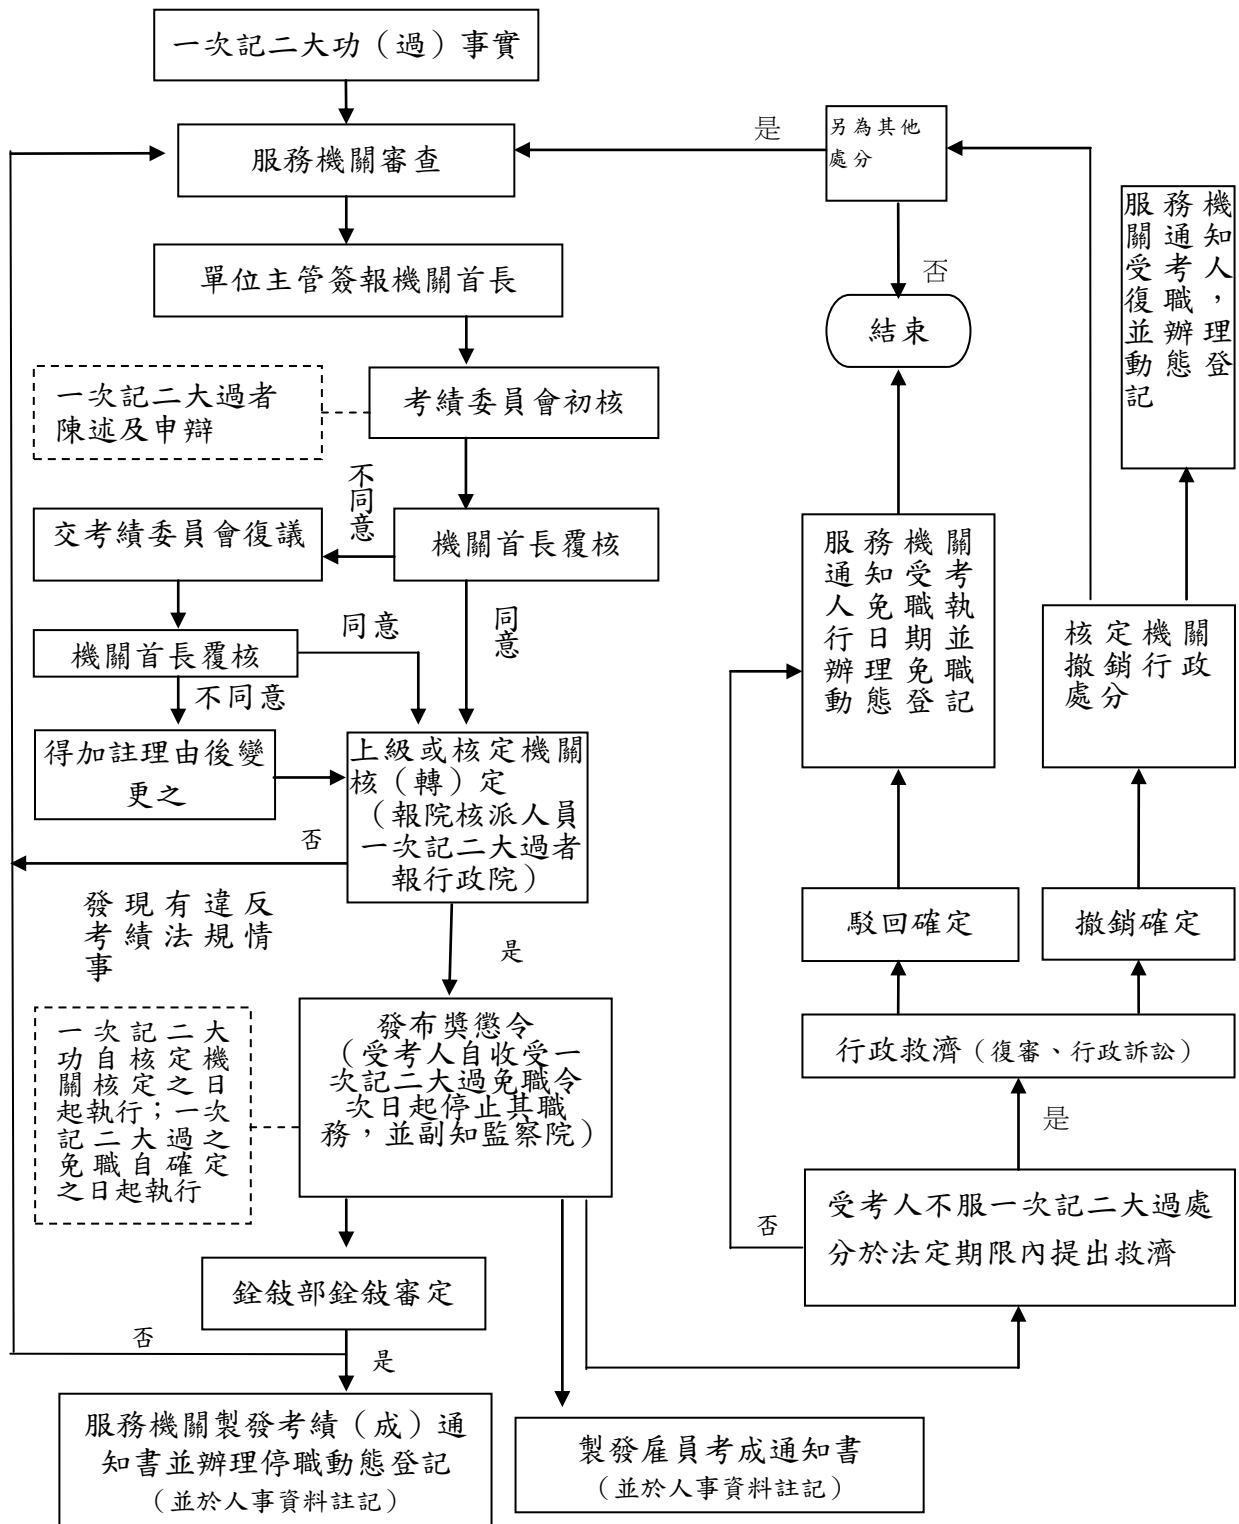 一次記二大功（過）事實
服務機關審查
單位主管簽報機關首長
一次記二大過者
陳述及申辯
考績委員會初核
不同意
交考績委員會復議
機關首長覆核
同意
同意
機關首長覆核
不同意
得加註理由後變
更之
上級或核定機關
核（轉）定
（報院核派人員
一次記二大過者
報行政院）
否
發現有違反
考績法規情
事
是
一次記二大
功自核定機
關核定之日
起執行；一次
記二大過之
免職自確定
之日起執行
發布獎懲令
（受考人自收受一
次記二大過免職令
次日起停止其職
務，並副知監察院）
銓敍部銓敍審定
否
是
服務機關製發考績（成）通
知書並辦理停職動態登記
（並於人事資料註記）
製發雇員考成通知書
（並於人事資料註記）
受考人不服一次記二大過處
分於法定期限內提出救濟
否
是
行政救濟（復審、行政訴訟）
駁回確定
撤銷確定
服務機關
通知受考
人免職執
行日期並
辦理免職
動態登記
核定機關
撤銷行政
處分
服務機
關通知
受考人
復職，
並辦理
動態登
記
另為其他
處分
是
否
結束